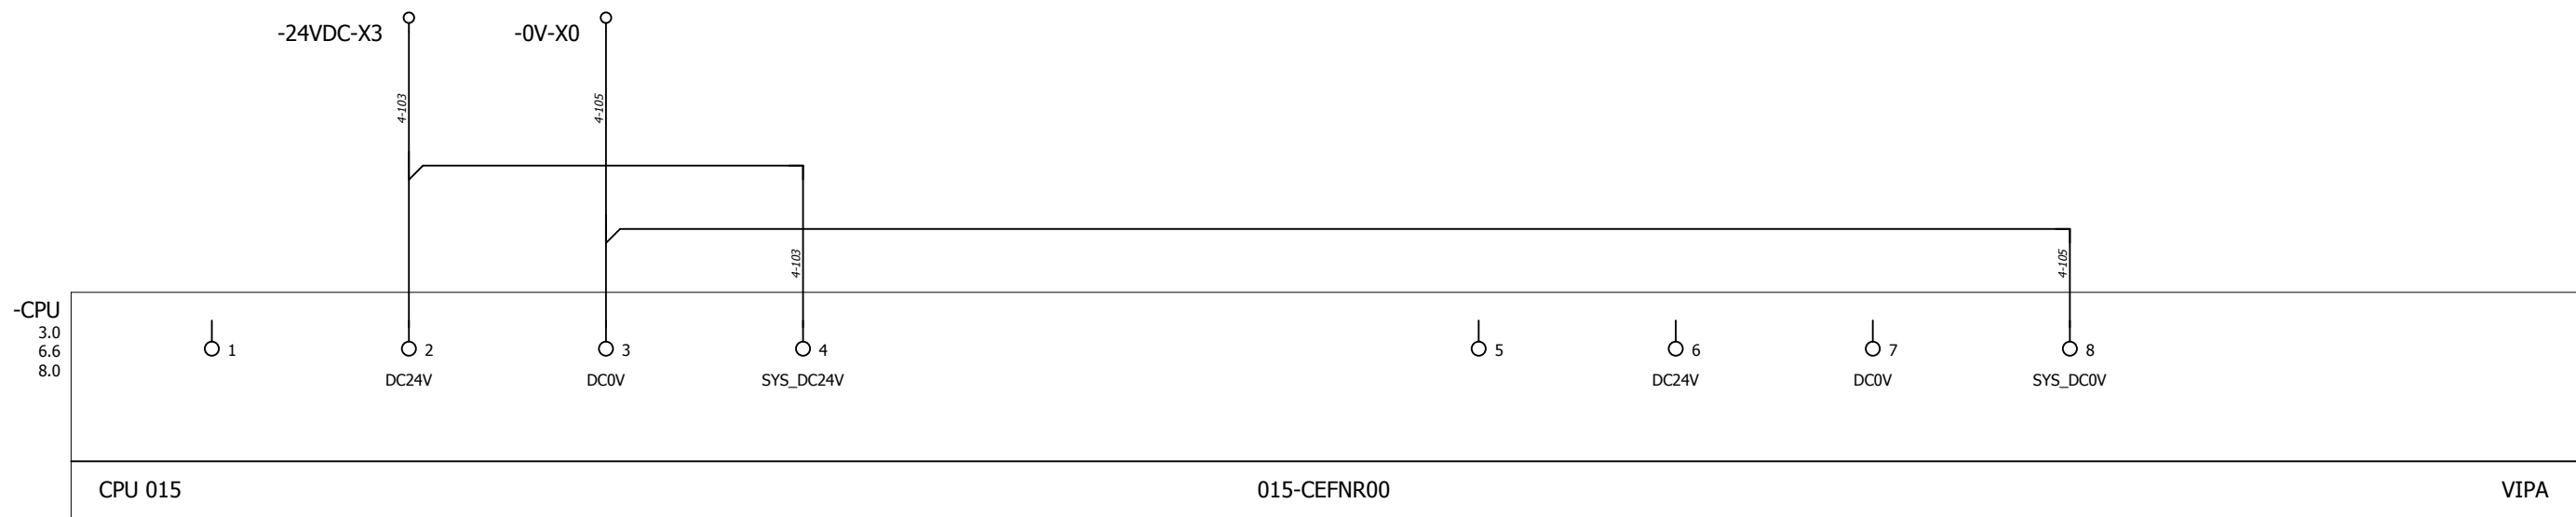 -24VDC-X3 -0V-X0
4-103 4-105
4-103 4-105
-CPU
3.0
6.6
8.0
1 2 3 4 5 6 7 8
DC24V DC0V SYS_DC24V DC24V DC0V SYS_DC0V
CPU 015 015-CEFNR00 VIPA